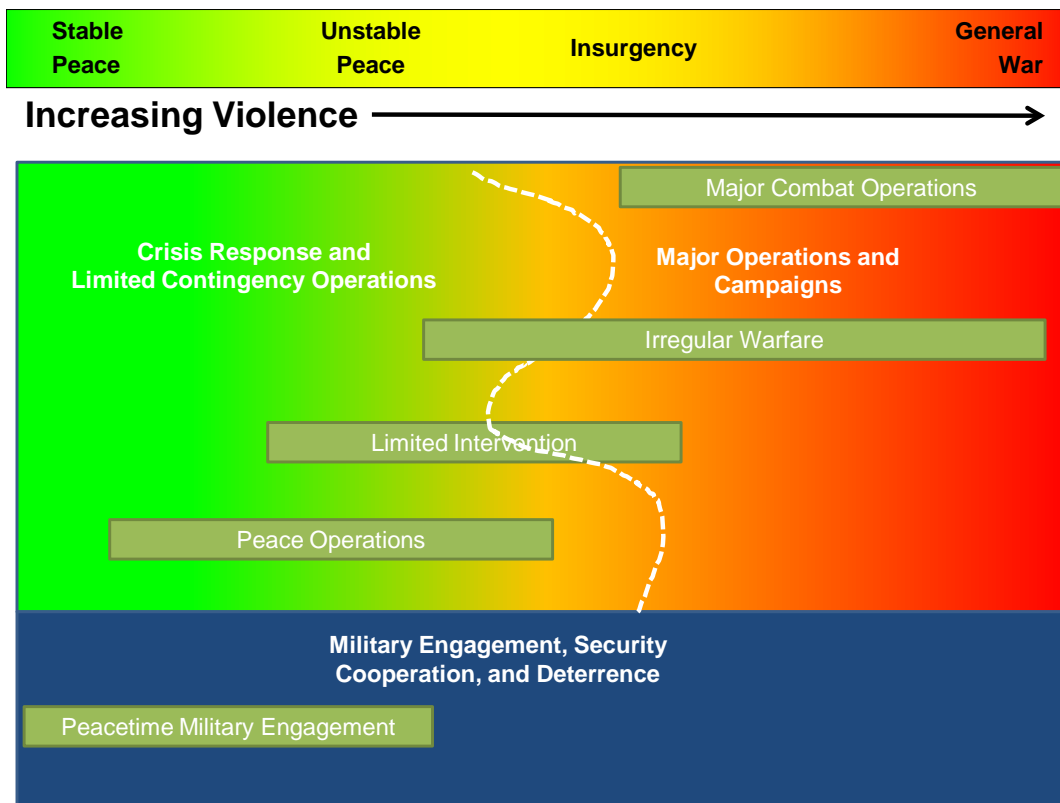 Stable
Peace
Unstable
Peace
Insurgency
General
War
Increasing Violence
Major Combat Operations
Crisis Response and
Limited Contingency Operations
Major Operations and
Campaigns
Irregular Warfare
Limited Intervention
Peace Operations
Military Engagement, Security
Cooperation, and Deterrence
Peacetime Military Engagement